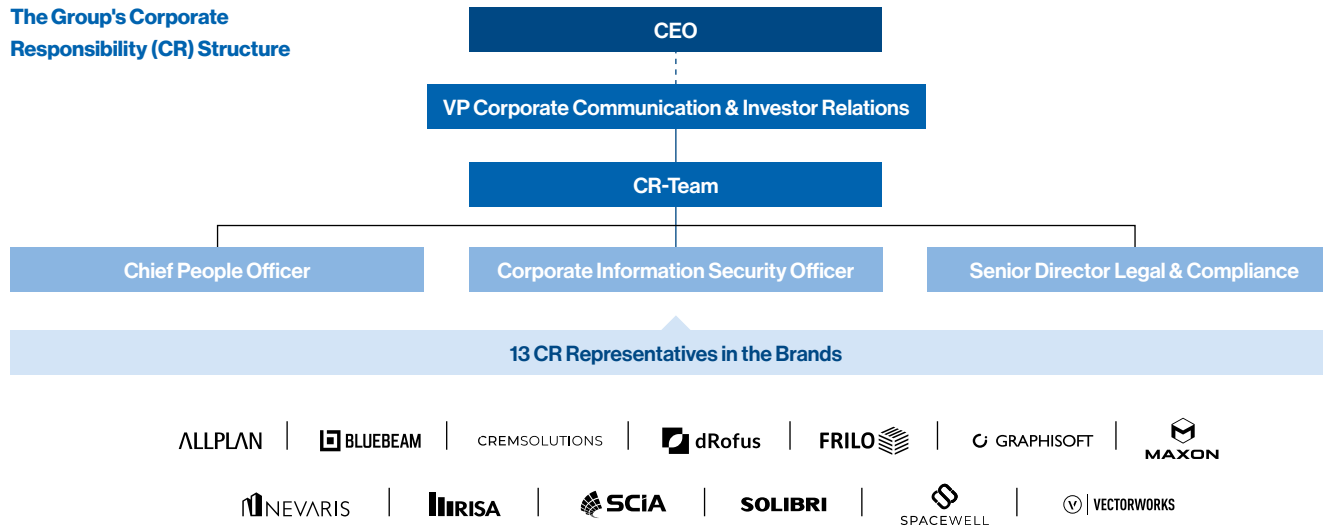 The Group's Corporate
Responsibility (CR) Structure
CEO
VP Corporate Communication & Investor Relations
CR-Team
Chief People Officer
Corporate Information Security Officer
Senior Director Legal & Compliance
13 CR Representatives in the Brands
ALLPLAN
BLUEBEAM
CREMSOLUTIONS
dRofus
FRILO
GRAPHISOFT
MAXON
NEVARIS
RISA
SCiA
SOLIBRI
SPACEWELL
V VECTORWORKS